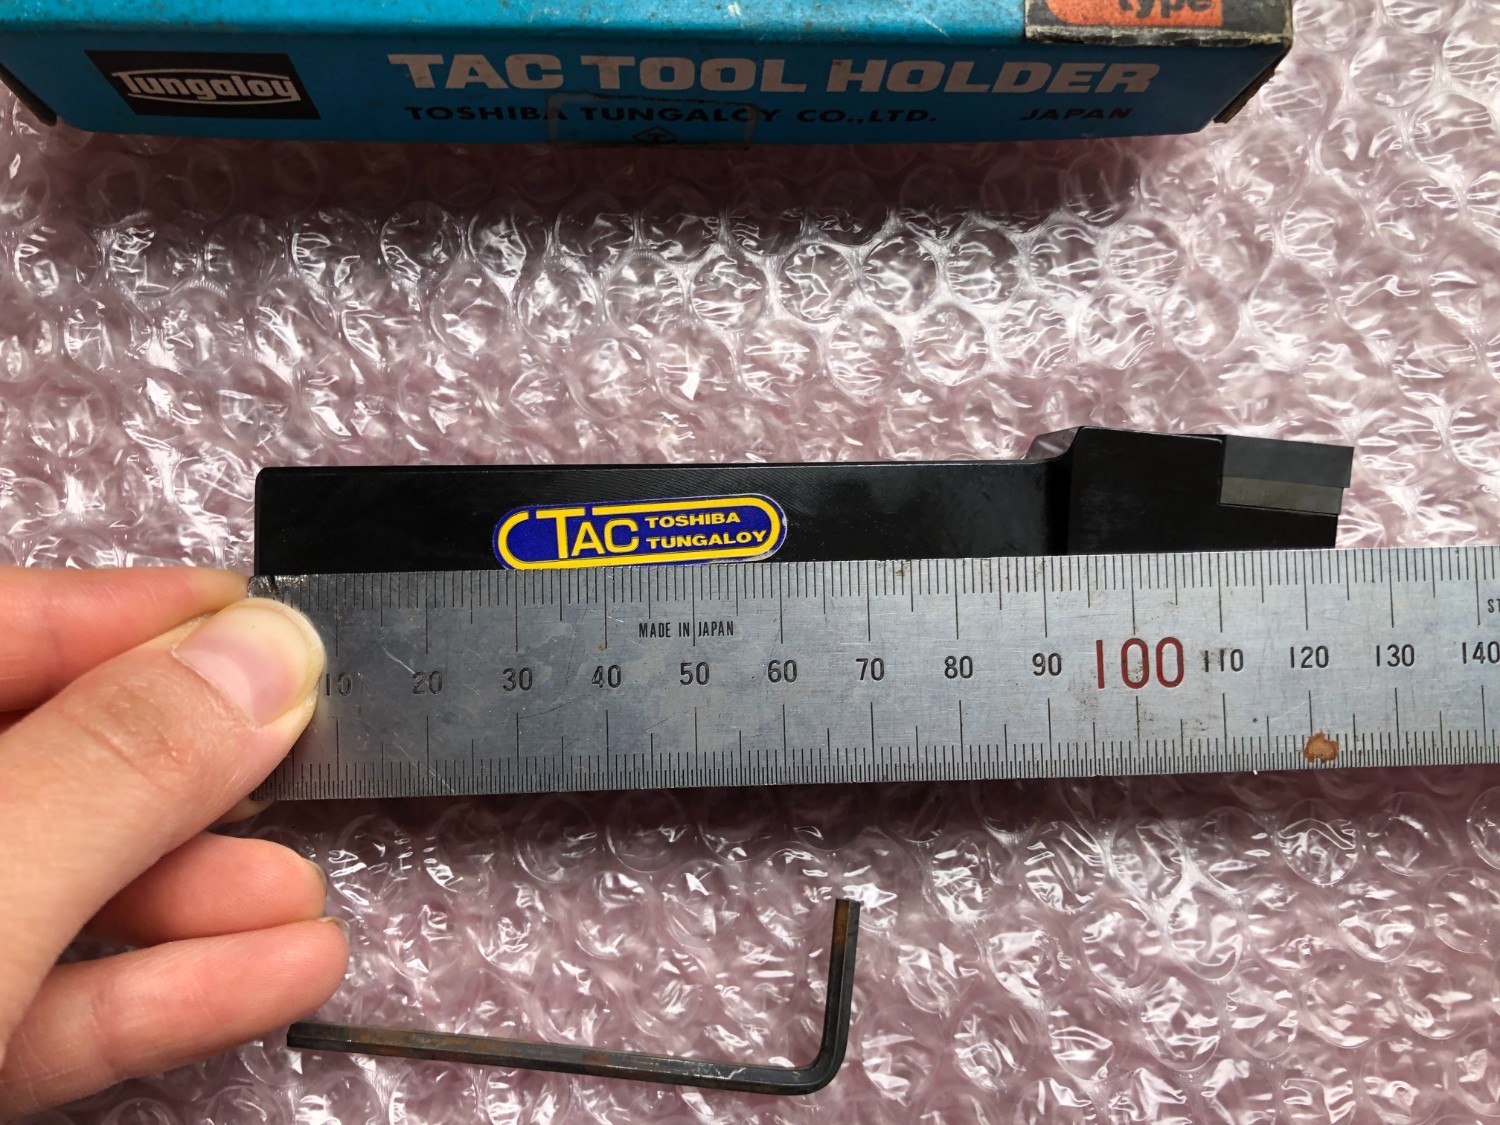 type
Tungaloy
TAC TOOL HOLDER
TOSHIBA TUNGALOY CO.,LTD. JAPAN
TAC TOSHIBA
TUNGALOY
MADE IN JAPAN
ST
10 20 30 40 50 60 70 80 90 100 110 120 130 140